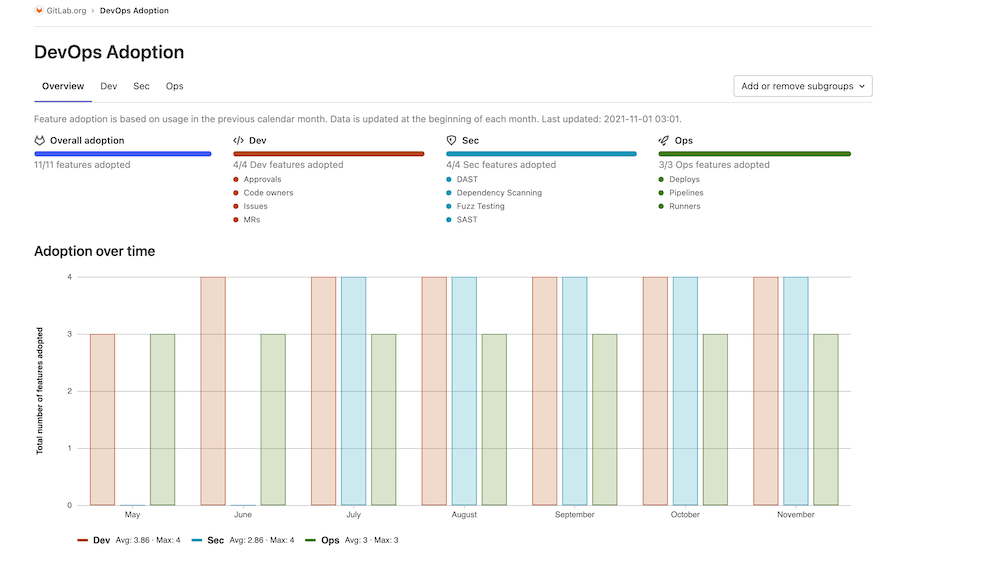 GitLab.org › DevOps Adoption
DevOps Adoption
Overview Dev Sec Ops
Add or remove subgroups
Feature adoption is based on usage in the previous calendar month. Data is updated at the beginning of each month. Last updated: 2021-11-01 03:01.
Overall adoption
11/11 features adopted
</> Dev
4/4 Dev features adopted
Approvals
Code owners
Issues
MRs
Sec
4/4 Sec features adopted
DAST
Dependency Scanning
Fuzz Testing
SAST
Ops
3/3 Ops features adopted
Deploys
Pipelines
Runners
Adoption over time
Total number of features adopted
4
3
2
1
0
May June July August September October November
Dev Avg: 3.86 · Max: 4 Sec Avg: 2.86 · Max: 4 Ops Avg: 3 · Max: 3